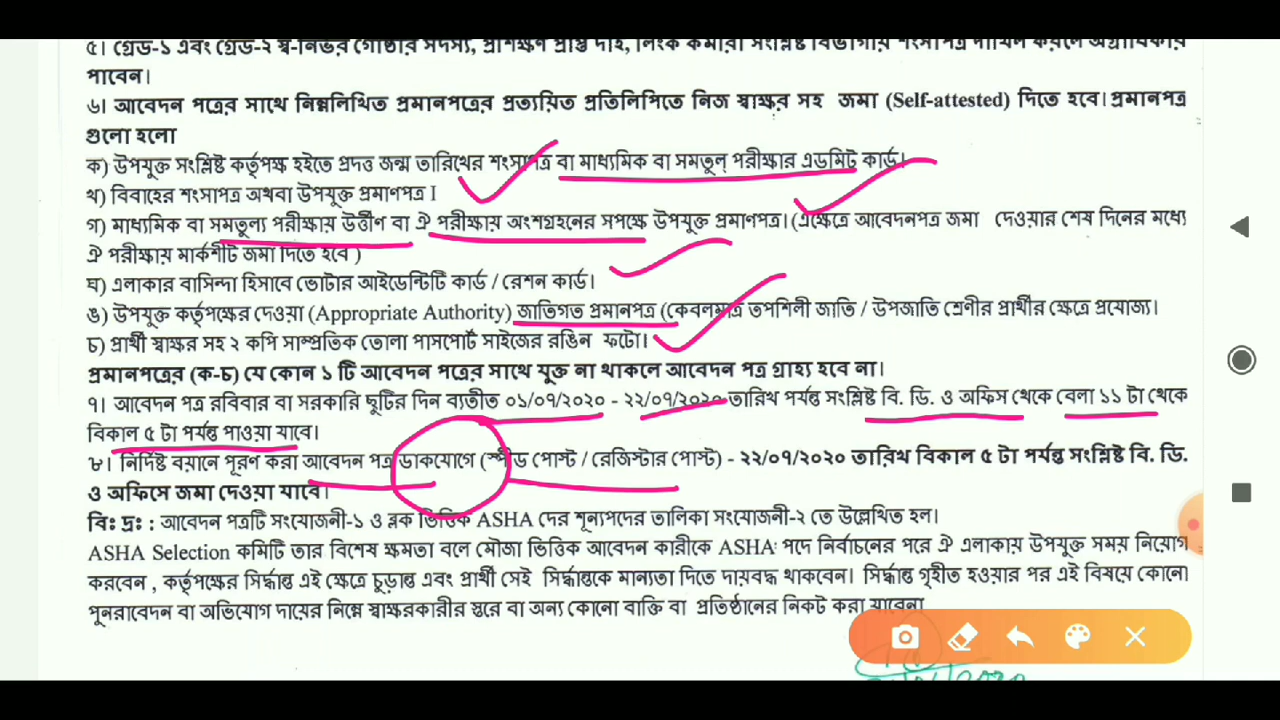 ৫। গ্রেড-১ এবং গ্রেড-২ স্ব-নির্ভর গোষ্ঠীর সদস্য, প্রশিক্ষণ প্রাপ্ত দাই, লিংক কর্মীরা সংশ্লিষ্ট বিভাগীয় শংসাপত্র দাখিল করলে অগ্রাধিকার
পাবেন।
৬। আবেদন পত্রের সাথে নিম্নলিখিত প্রমানপত্রের প্রত্যয়িত প্রতিলিপিতে নিজ স্বাক্ষর সহ জমা (Self-attested) দিতে হবে। প্রমানপত্র
গুলো হলো
ক) উপযুক্ত সংশ্লিষ্ট কর্তৃপক্ষ হইতে প্রদত্ত জন্ম তারিখের শংসাপত্র বা মাধ্যমিক বা সমতুল্ পরীক্ষার এডমিট কার্ড।
খ) বিবাহের শংসাপত্র অথবা উপযুক্ত প্রমাণপত্র I
গ) মাধ্যমিক বা সমতুল্য পরীক্ষায় উর্ত্তীণ বা ঐ পরীক্ষায় অংশগ্রহনের সপক্ষে উপযুক্ত প্রমাণপত্র। (এক্ষেত্রে আবেদনপত্র জমা দেওয়ার শেষ দিনের মধ্যে
ঐ পরীক্ষায় মার্কশীট জমা দিতে হবে )
ঘ) এলাকার বাসিন্দা হিসাবে ভোটার আইডেন্টিটি কার্ড / রেশন কার্ড।
ঙ) উপযুক্ত কর্তৃপক্ষের দেওয়া (Appropriate Authority) জাতিগত প্রমানপত্র (কেবলমাত্র তপশিলী জাতি / উপজাতি শ্রেণীর প্রার্থীর ক্ষেত্রে প্রযোজ্য।
চ) প্রার্থী স্বাক্ষর সহ ২ কপি সাম্প্রতিক তোলা পাসপোর্ট সাইজের রঙিন ফটো।
প্রমানপত্রের (ক-চ) যে কোন ১ টি আবেদন পত্রের সাথে যুক্ত না থাকলে আবেদন পত্র গ্রাহ্য হবে না।
৭। আবেদন পত্র রবিবার বা সরকারি ছুটির দিন ব্যতীত ০১/০৭/২০২০ - ২২/০৭/২০২০ তারিখ পর্যন্ত সংশ্লিষ্ট বি. ডি. ও অফিস থেকে বেলা ১১ টা থেকে
বিকাল ৫ টা পর্যন্ত পাওয়া যাবে।
৮। নির্দিষ্ট বয়ানে পূরণ করা আবেদন পত্র ডাকযোগে (স্পীড পোস্ট / রেজিস্টার পোস্ট) - ২২/০৭/২০২০ তারিখ বিকাল ৫ টা পর্যন্ত সংশ্লিষ্ট বি. ডি.
ও অফিসে জমা দেওয়া যাবে।
বিঃ দ্রঃ : আবেদন পত্রটি সংযোজনী-১ ও ব্লক ভিত্তিক ASHA দের শূন্যপদের তালিকা সংযোজনী-২ তে উল্লেখিত হল।
ASHA Selection কমিটি তার বিশেষ ক্ষমতা বলে মৌজা ভিত্তিক আবেদন কারীকে ASHA পদে নির্বাচনের পরে ঐ এলাকায় উপযুক্ত সময় নিয়োগ
করবেন , কর্তৃপক্ষের সির্দ্ধান্ত এই ক্ষেত্রে চুড়ান্ত এবং প্রার্থী সেই সির্দ্ধান্তকে মান্যতা দিতে দায়বদ্ধ থাকবেন। সির্দ্ধান্ত গৃহীত হওয়ার পর এই বিষয়ে কোনো
পূনরাবেদন বা অভিযোগ দায়ের নিম্নে স্বাক্ষরকারীর স্তরে বা অন্য কোনো ব্যক্তি বা প্রতিষ্ঠানের নিকট করা যাবেনা